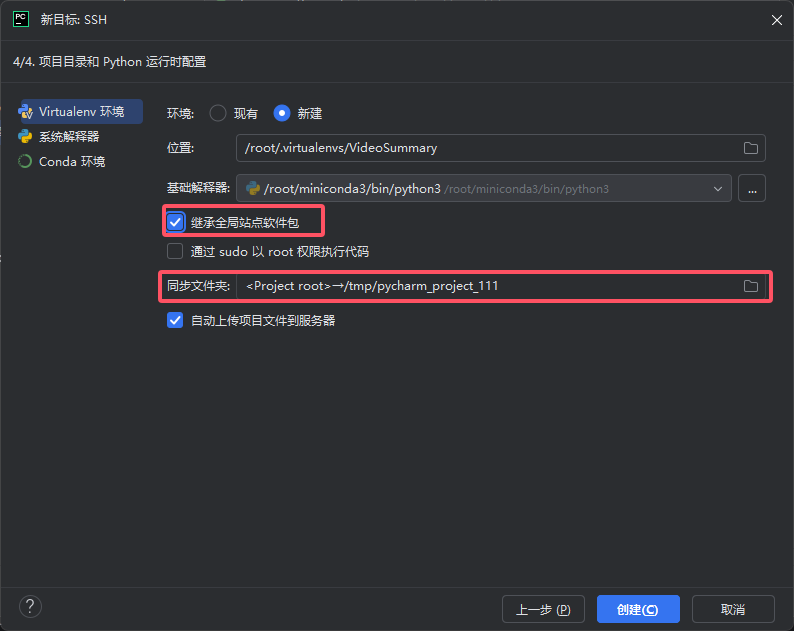 PC
新目标: SSH
4/4. 项目目录和 Python 运行时配置
Virtualenv 环境
系统解释器
Conda 环境
环境: 现有 新建
位置: /root/.virtualenvs/VideoSummary
基础解释器: /root/miniconda3/bin/python3 /root/miniconda3/bin/python3 ...
继承全局站点软件包
通过 sudo 以 root 权限执行代码
同步文件夹: <Project root>→/tmp/pycharm_project_111
自动上传项目文件到服务器
? 上一步 (P) 创建(C) 取消